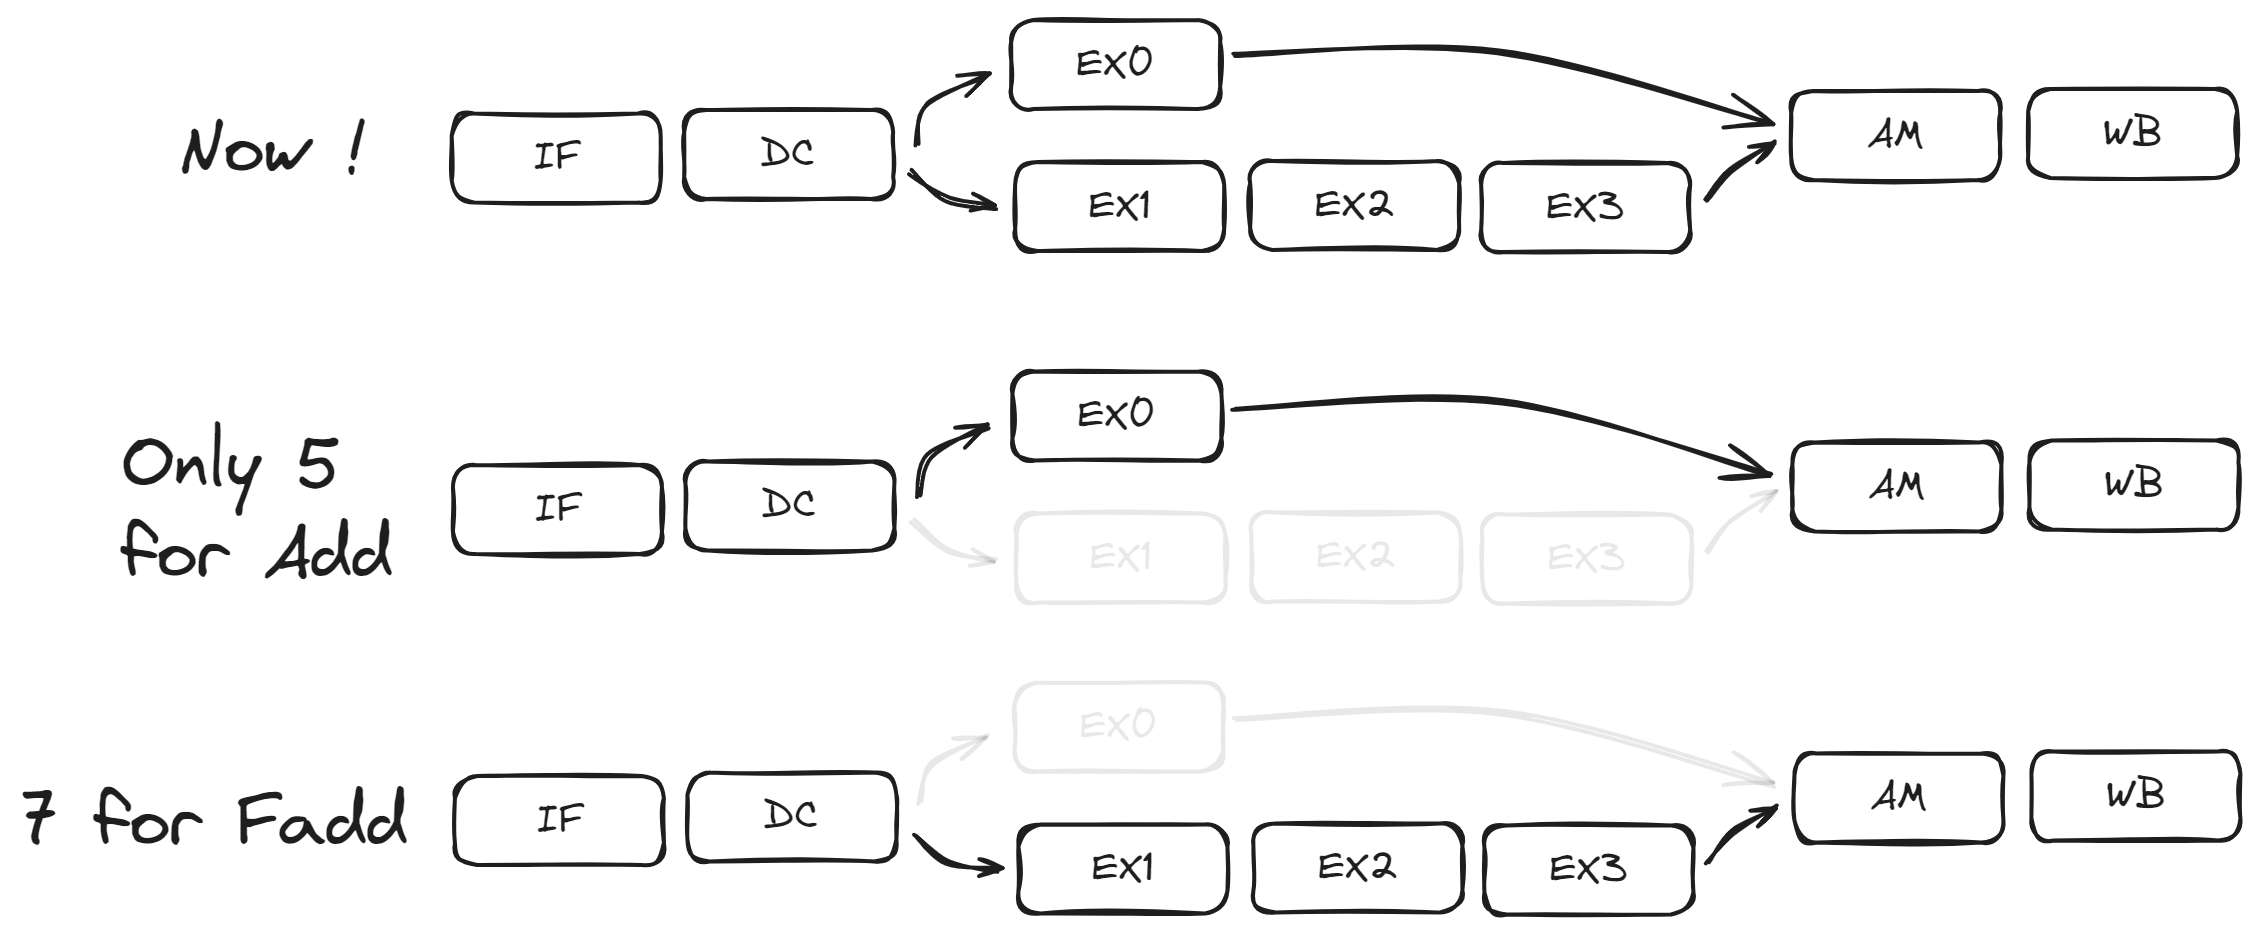 EX0
Now !
IF
DC
AM
WB
EX1
EX2
EX3
EX0
Only 5
for Add
IF
DC
AM
WB
EX1
EX2
EX3
EX0
7 for Fadd
IF
DC
AM
WB
EX1
EX2
EX3